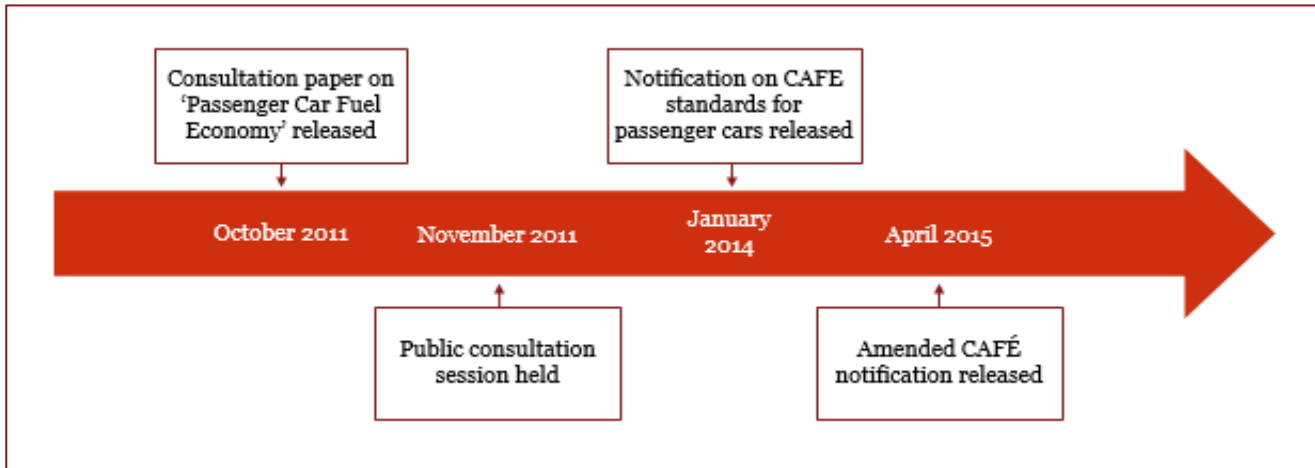 Consultation paper on
‘Passenger Car Fuel
Economy’ released
Notification on CAFE
standards for
passenger cars released
October 2011
November 2011
January
2014
April 2015
Public consultation
session held
Amended CAFÉ
notification released